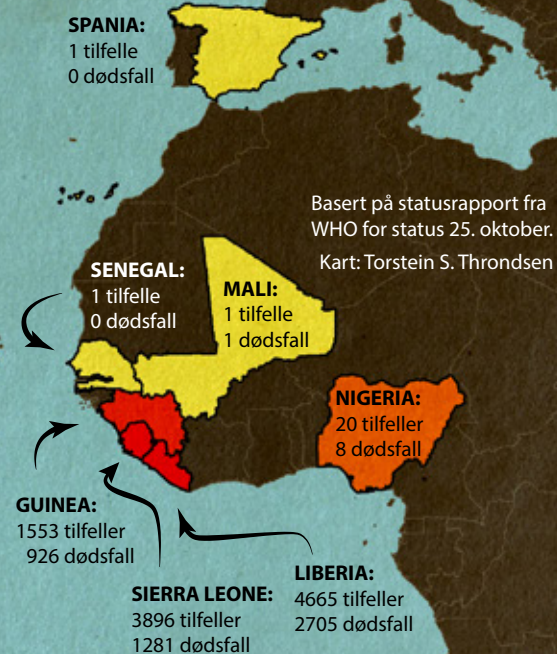 SPANIA:
1 tilfelle
0 dødsfall
Basert på statusrapport fra
WHO for status 25. oktober.
Kart: Torstein S. Throndsen
SENEGAL:
1 tilfelle
0 dødsfall
MALI:
1 tilfelle
1 dødsfall
NIGERIA:
20 tilfeller
8 dødsfall
GUINEA:
1553 tilfeller
926 dødsfall
SIERRA LEONE:
3896 tilfeller
1281 dødsfall
LIBERIA:
4665 tilfeller
2705 dødsfall